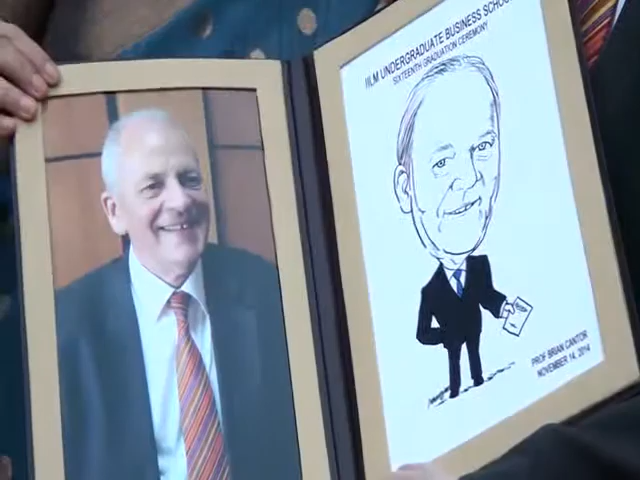 IILM UNDERGRADUATE BUSINESS SCHOOL
SIXTEENTH GRADUATION CEREMONY
PROF BRIAN CANTOR
NOVEMBER 14, 2014